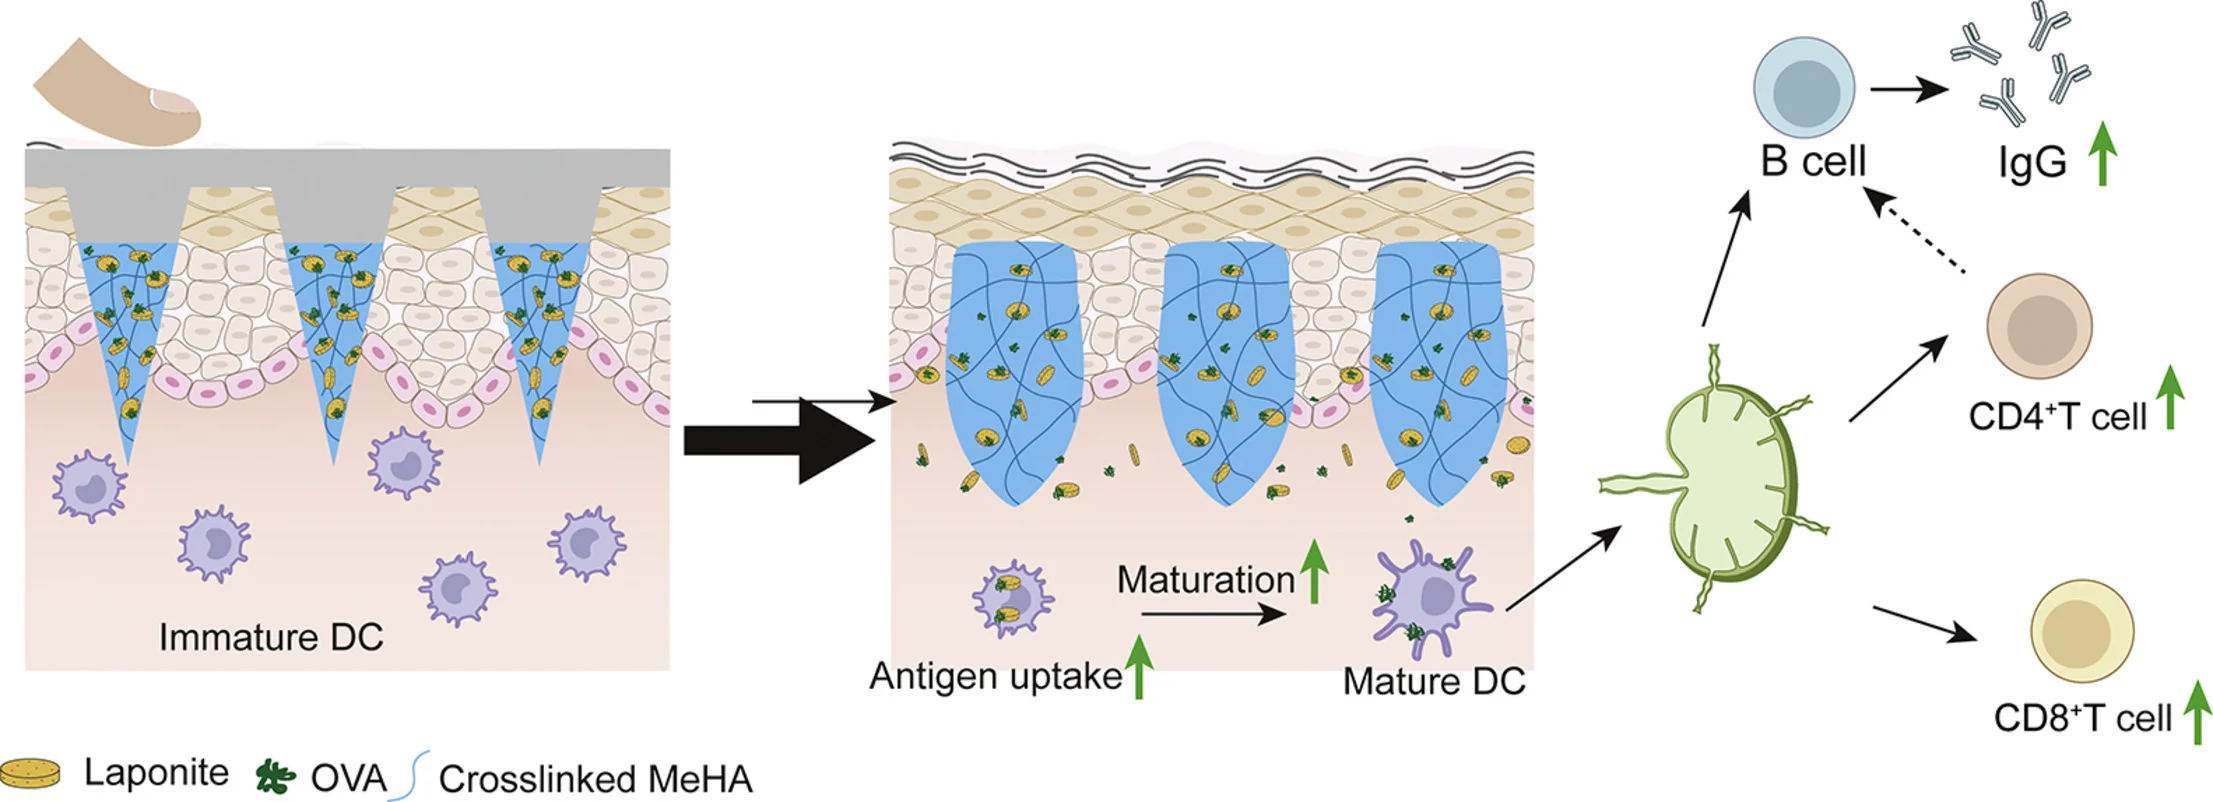 Immature DC
Maturation
Antigen uptake
Mature DC
B cell
IgG
CD4⁺T cell
CD8⁺T cell
Laponite
OVA
Crosslinked MeHA